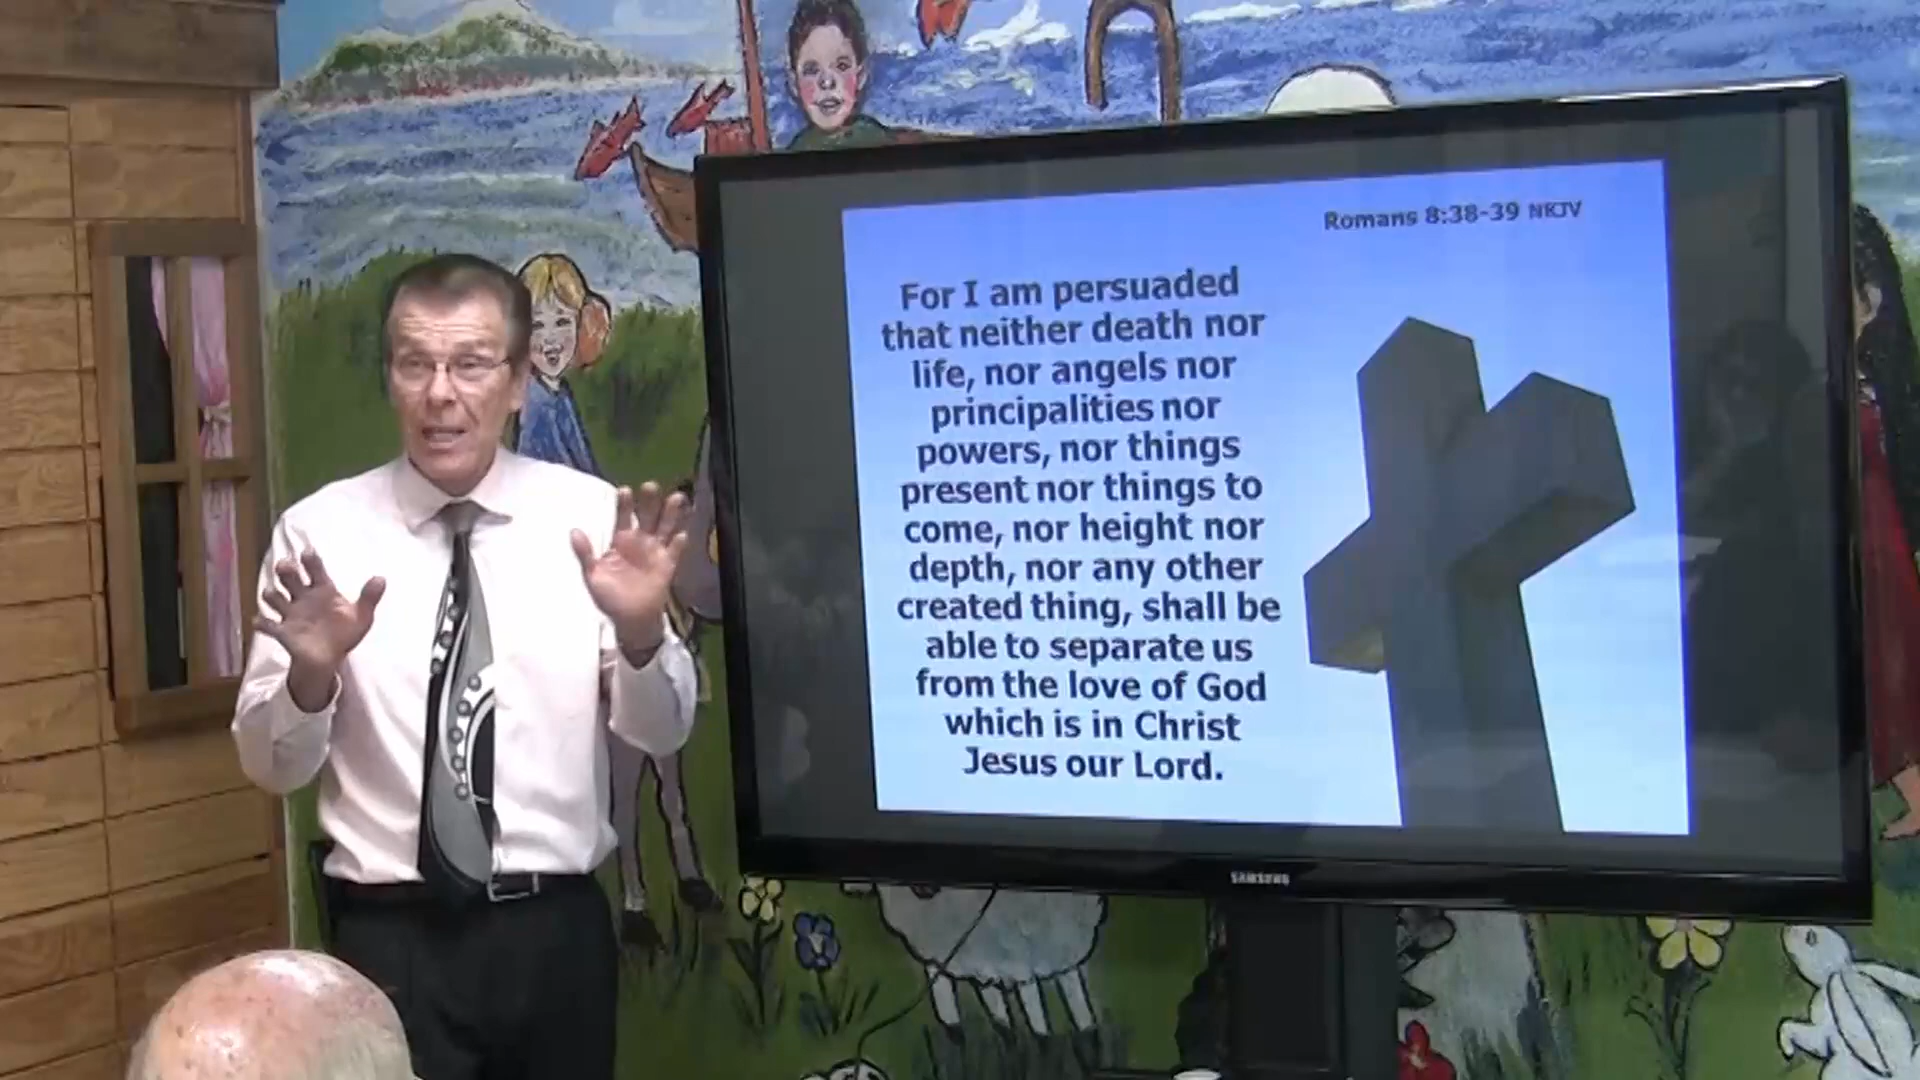 Romans 8:38-39 NKJV
For I am persuaded
that neither death nor
life, nor angels nor
principalities nor
powers, nor things
present nor things to
come, nor height nor
depth, nor any other
created thing, shall be
able to separate us
from the love of God
which is in Christ
Jesus our Lord.
SAMSUNG